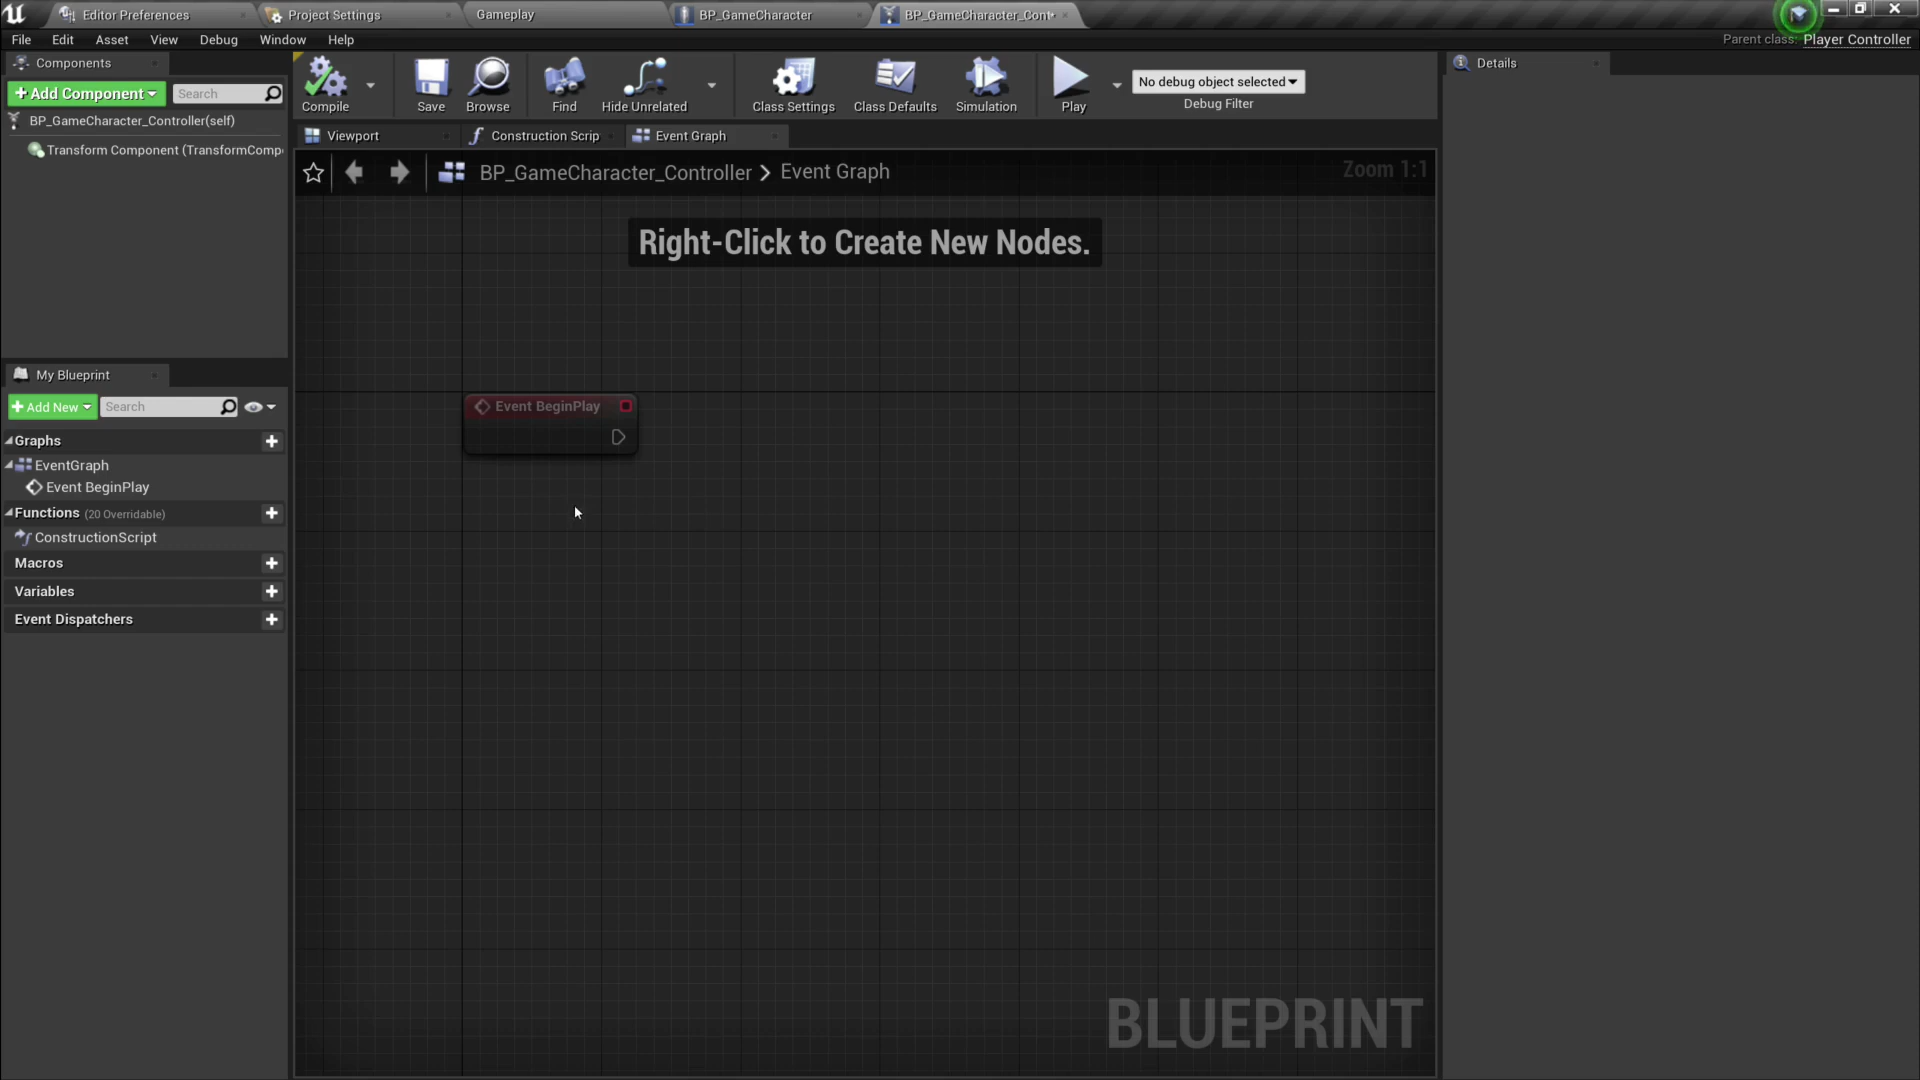 Editor Preferences
Project Settings
Gameplay
BP_GameCharacter
BP_GameCharacter_Cont*
File Edit Asset View Debug Window Help
Parent class: Player Controller
Components
Details
+ Add Component
Search
Compile
Save
Browse
Find
Hide Unrelated
Class Settings
Class Defaults
Simulation
Play
No debug object selected
Debug Filter
BP_GameCharacter_Controller(self)
Transform Component (TransformComp
Viewport
Construction Scrip
Event Graph
BP_GameCharacter_Controller > Event Graph
Zoom 1:1
Right-Click to Create New Nodes.
My Blueprint
+ Add New
Search
Event BeginPlay
Graphs
EventGraph
Event BeginPlay
Functions (20 Overridable)
ConstructionScript
Macros
Variables
Event Dispatchers
BLUEPRINT